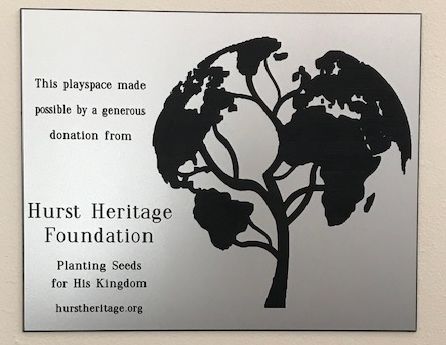 This playspace made
possible by a generous
donation from
Hurst Heritage
Foundation
Planting Seeds
for His Kingdom
hurstheritage.org